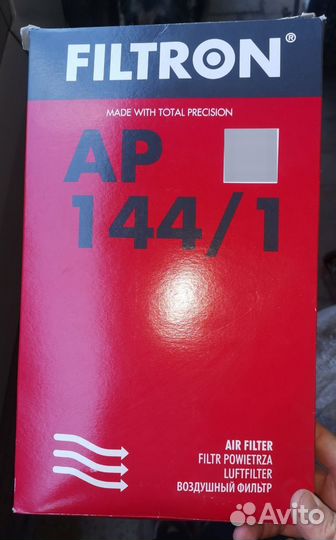 FILTRON®
MADE WITH TOTAL PRECISION
AP
144/1
AIR FILTER
FILTR POWIETRZA
LUFTFILTER
ВОЗДУШНЫЙ ФИЛЬТР
Avito